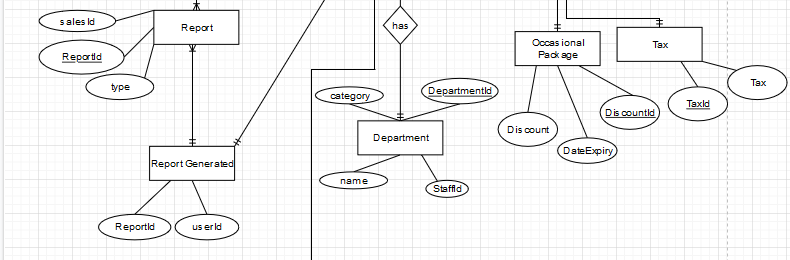 salesId
Report
ReportId
type
has
Occasional
Package
Tax
category
DepartmentId
Tax
Discount
DiscountId
TaxId
Department
DateExpiry
Report Generated
name
StaffId
ReportId
userId